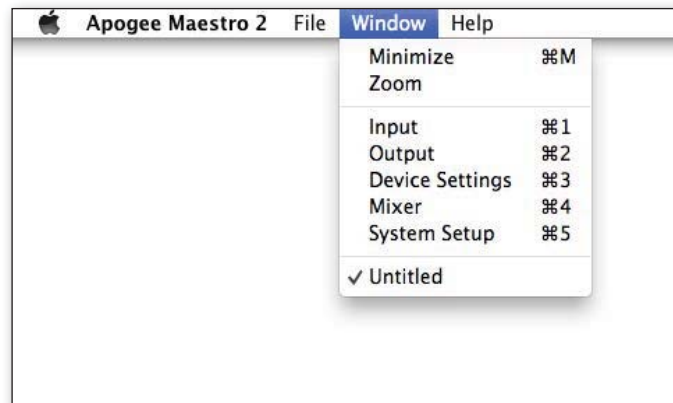 Apogee Maestro 2 File Window Help
Minimize ⌘M
Zoom
Input ⌘1
Output ⌘2
Device Settings ⌘3
Mixer ⌘4
System Setup ⌘5
✓ Untitled